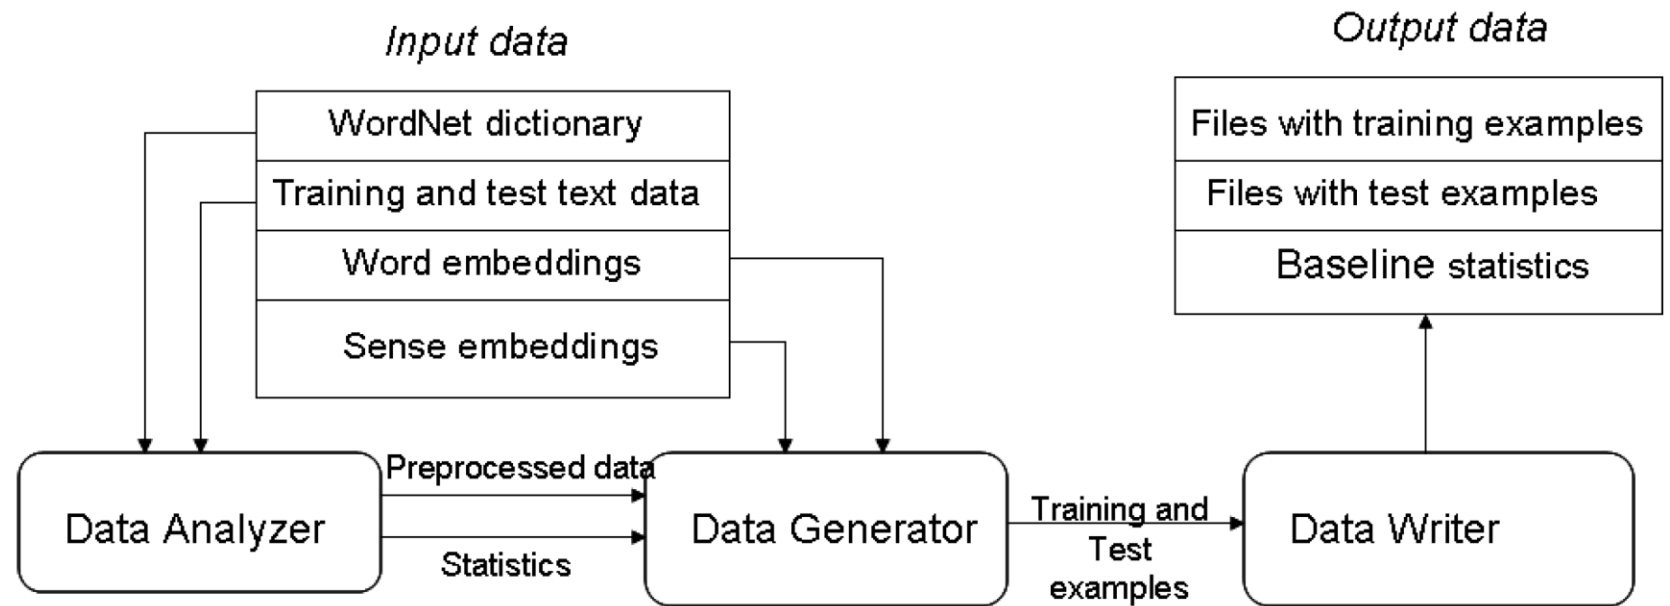 Input data
WordNet dictionary
Training and test text data
Word embeddings
Sense embeddings
Output data
Files with training examples
Files with test examples
Baseline statistics
Data Analyzer
Preprocessed data
Statistics
Data Generator
Training and
Test
examples
Data Writer